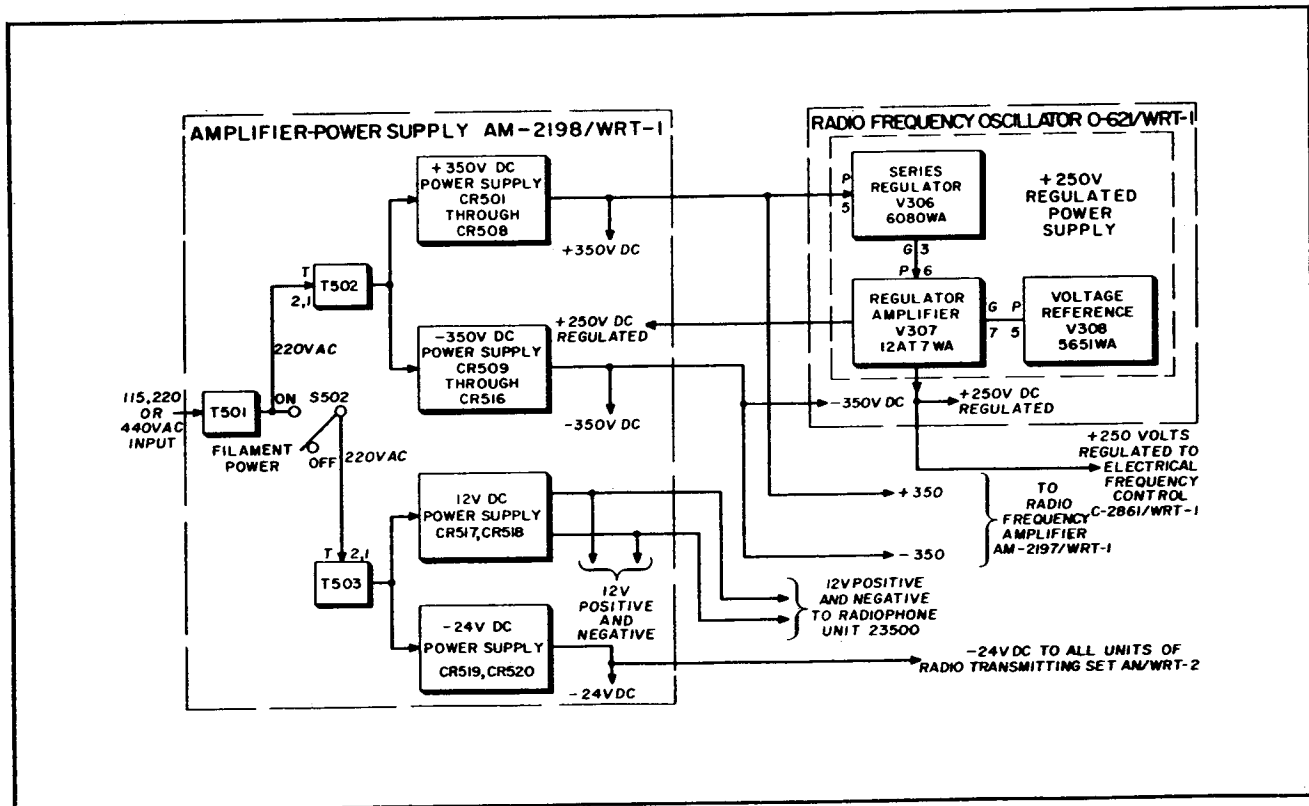 AMPLIFIER-POWER SUPPLY AM-2198/WRT-1
RADIO FREQUENCY OSCILLATOR O-621/WRT-1
+350V DC
POWER SUPPLY
CR501
THROUGH
CR508
+350V DC
P
5
SERIES
REGULATOR
V306
6080WA
+250V
REGULATED
POWER
SUPPLY
G 3
P 6
T
2,1
T502
REGULATOR
AMPLIFIER
V307
12AT7WA
G
7
P
5
VOLTAGE
REFERENCE
V308
5651WA
+250V DC
REGULATED
220VAC
-350V DC
POWER SUPPLY
CR509
THROUGH
CR516
-350V DC
115,220
OR
440VAC
INPUT
T501
ON
S502
FILAMENT
POWER
OFF
220VAC
-350V DC
+250V DC
REGULATED
+250 VOLTS
REGULATED TO
ELECTRICAL
FREQUENCY
CONTROL
C-2861/WRT-1
+350
-350
TO
RADIO
FREQUENCY
AMPLIFIER
AM-2197/WRT-1
T 2,1
T503
12V DC
POWER SUPPLY
CR517,CR518
12V
POSITIVE
AND
NEGATIVE
12V POSITIVE
AND NEGATIVE
TO RADIOPHONE
UNIT 23500
-24V DC
POWER SUPPLY
CR519,CR520
-24VDC
-24V DC TO ALL UNITS OF
RADIO TRANSMITTING SET AN/WRT-2